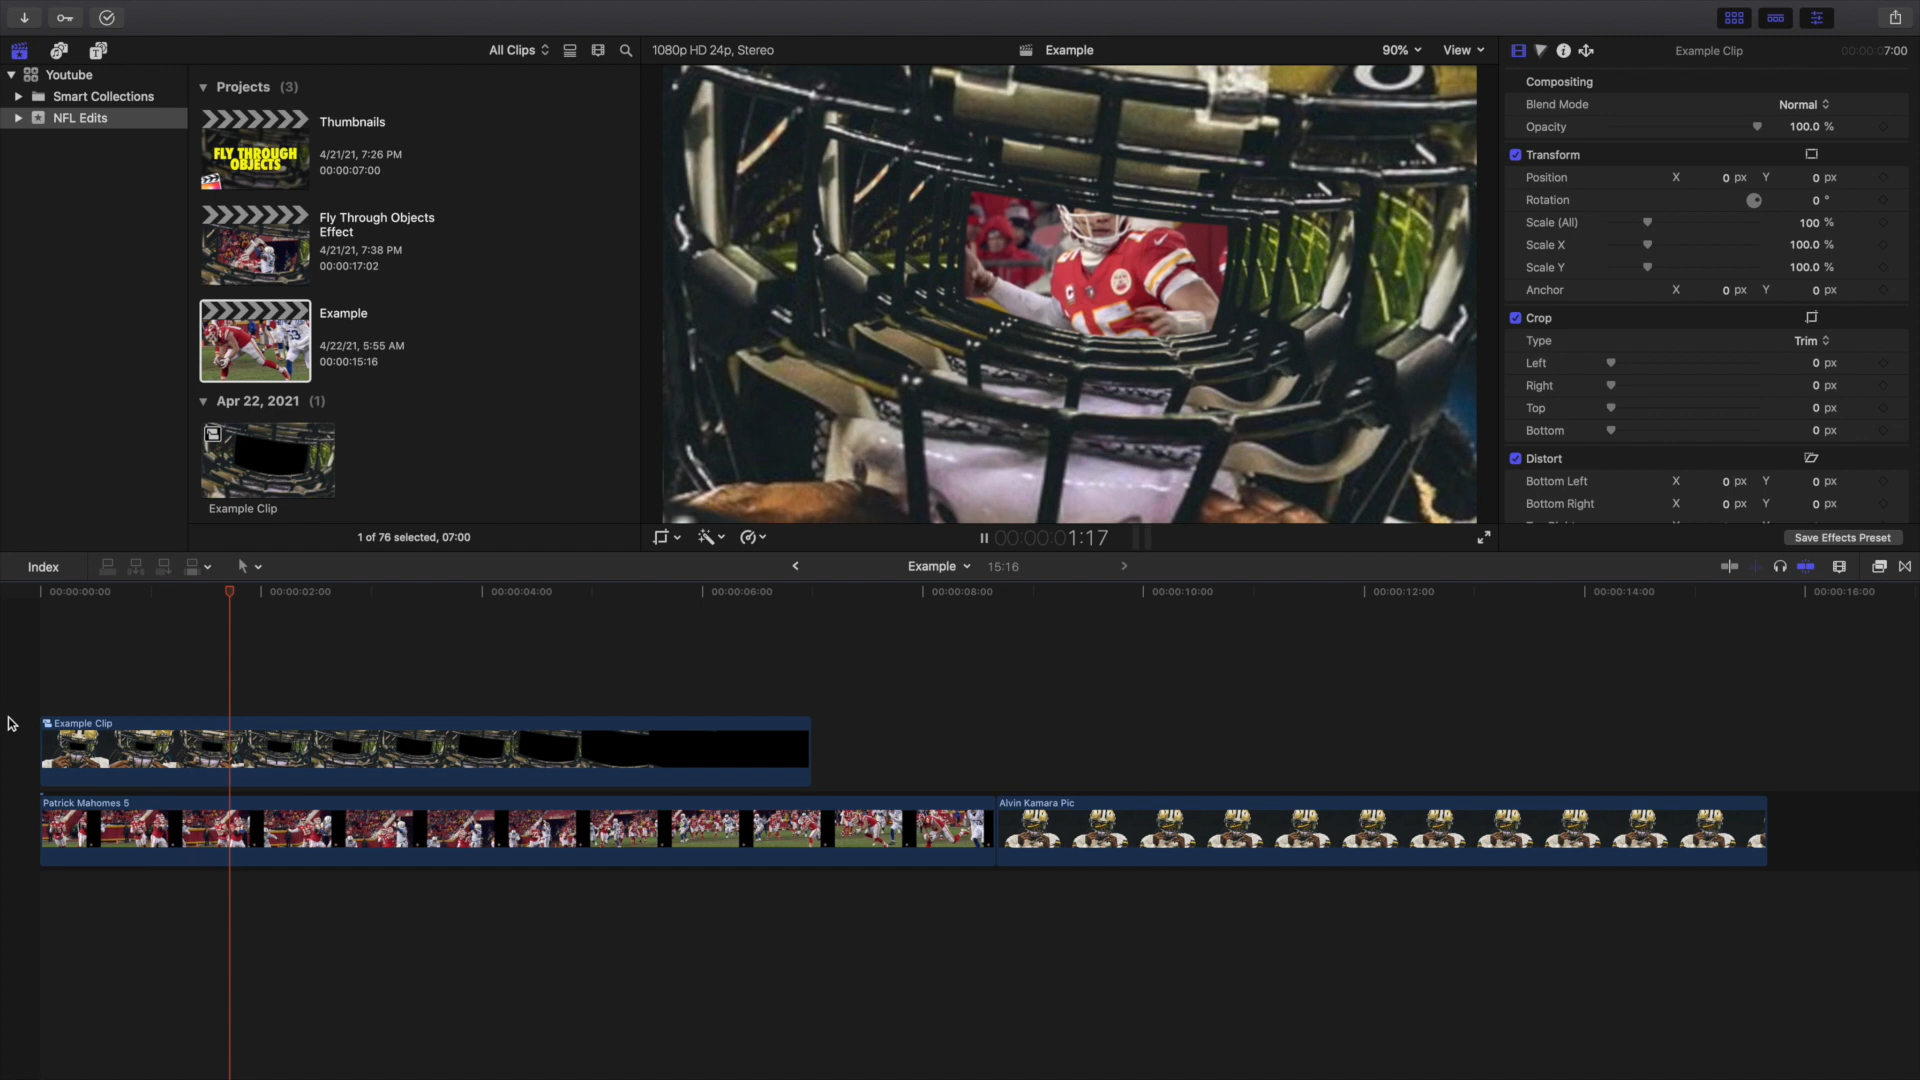 All Clips
1080p HD 24p, Stereo
Example
90%
View
Example Clip
00:00:07:00
Youtube
Smart Collections
NFL Edits
Projects (3)
Thumbnails
4/21/21, 7:26 PM
00:00:07:00
FLY THROUGH
OBJECTS
Fly Through Objects
Effect
4/21/21, 7:38 PM
00:00:17:02
Example
4/22/21, 5:55 AM
00:00:15:16
Apr 22, 2021 (1)
Example Clip
1 of 76 selected, 07:00
15
00:00:01:17
Compositing
Blend Mode Normal
Opacity 100.0 %
Transform
Position X 0 px Y 0 px
Rotation 0 °
Scale (All) 100 %
Scale X 100.0 %
Scale Y 100.0 %
Anchor X 0 px Y 0 px
Crop
Type Trim
Left 0 px
Right 0 px
Top 0 px
Bottom 0 px
Distort
Bottom Left X 0 px Y 0 px
Bottom Right X 0 px Y 0 px
Save Effects Preset
Index
Example 15:16
00:00:00:00 00:00:02:00 00:00:04:00 00:00:06:00 00:00:08:00 00:00:10:00 00:00:12:00 00:00:14:00 00:00:16:00
Example Clip
Patrick Mahomes 5
Alvin Kamara Pic